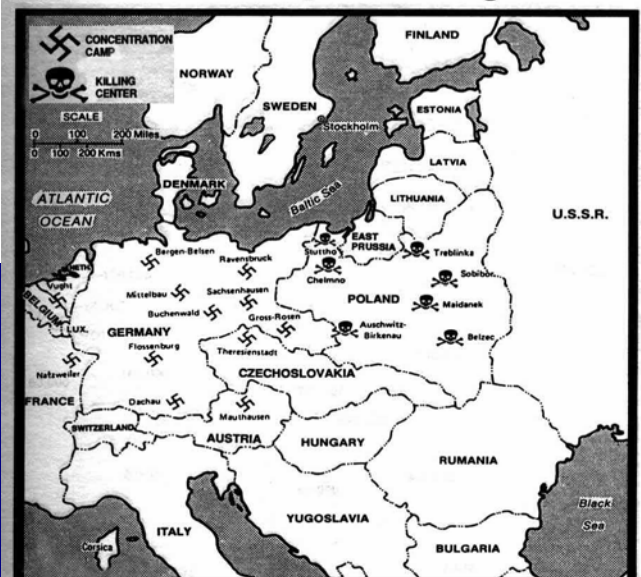 CONCENTRATION
CAMP
KILLING
CENTER
SCALE
0 100 200 Miles
0 100 200 Kms
FINLAND
NORWAY
SWEDEN
Stockholm
ESTONIA
LATVIA
DENMARK
Baltic Sea
LITHUANIA
ATLANTIC
OCEAN
U.S.S.R.
EAST
PRUSSIA
Stuttho
Treblinka
Bergen-Belsen
Ravensbruck
NETH.
Vught
Chelmno
Sobibor
BELGIUM
Mittelbau
Sachsenhausen
POLAND
Maidanek
Buchenwald
Gross-Rosen
LUX.
GERMANY
Auschwitz-
Birkenau
Belzec
Flossenburg
Theresienstadt
Natzweiler
CZECHOSLOVAKIA
FRANCE
Dachau
Mauthausen
SWITZERLAND
AUSTRIA
HUNGARY
RUMANIA
Black
Sea
YUGOSLAVIA
ITALY
Corsica
BULGARIA